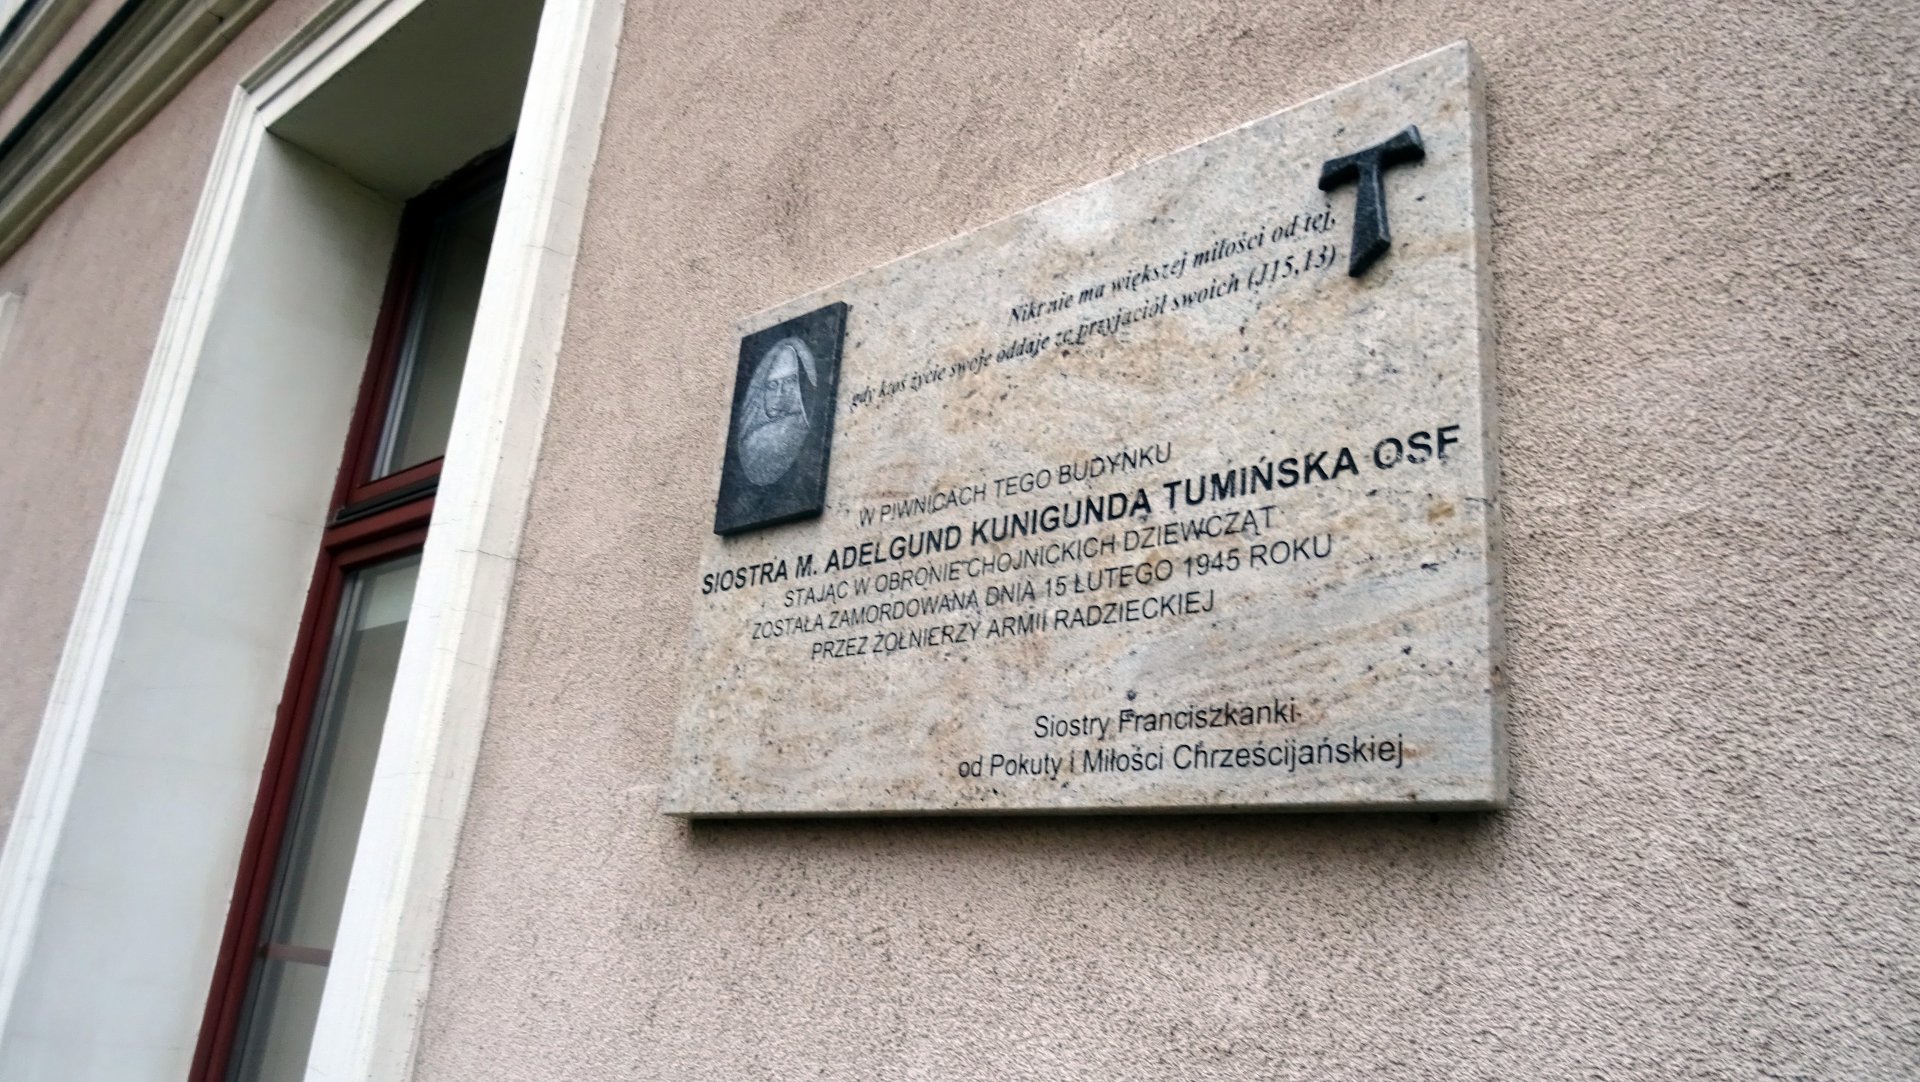 Nikt nie ma większej miłości od tej,
gdy ktoś życie swoje oddaje za przyjaciół swoich (J15,13)
W PIWNICACH TEGO BUDYNKU
SIOSTRA M. ADELGUND KUNIGUNDA TUMIŃSKA OSF
STAJĄC W OBRONIE CHOJNICKICH DZIEWCZĄT
ZOSTAŁA ZAMORDOWANA DNIA 15 LUTEGO 1945 ROKU
PRZEZ ŻOŁNIERZY ARMII RADZIECKIEJ
Siostry Franciszkanki
od Pokuty i Miłości Chrześcijańskiej